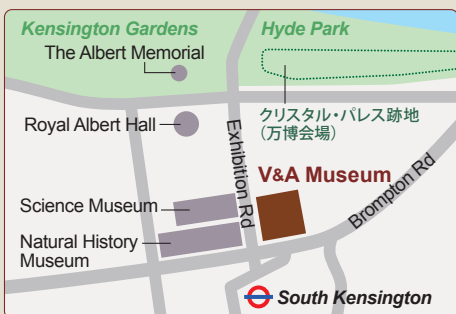 Kensington Gardens
Hyde Park
The Albert Memorial
クリスタル・パレス跡地
(万博会場)
Royal Albert Hall
Exhibition Rd
V&A Museum
Brompton Rd
Science Museum
Natural History
Museum
South Kensington